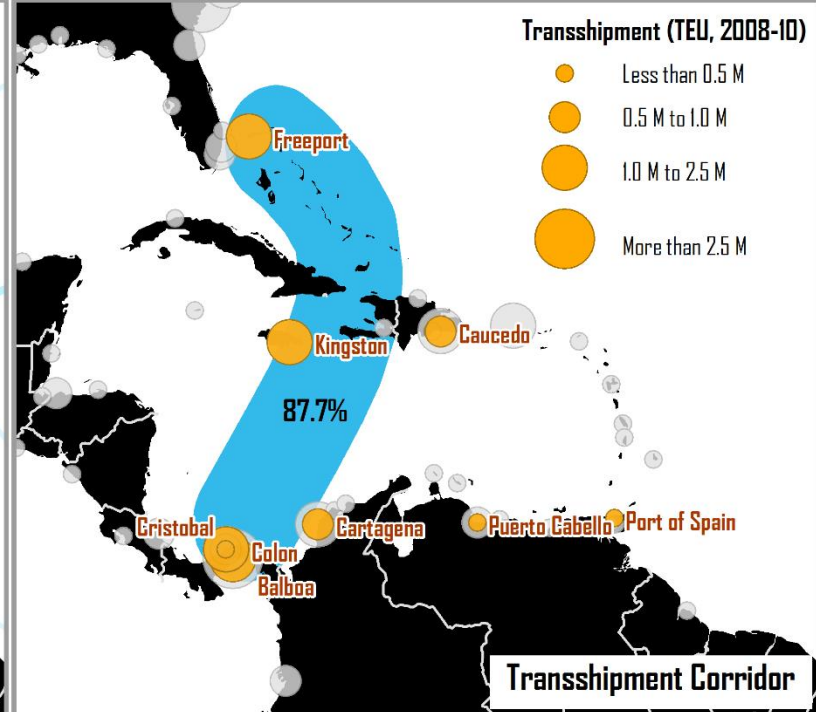 Transshipment (TEU, 2008-10)
Less than 0.5 M
0.5 M to 1.0 M
1.0 M to 2.5 M
More than 2.5 M
Freeport
Kingston
Caucedo
87.7%
Cristobal
Colon
Balboa
Cartagena
Puerto Cabello
Port of Spain
Transshipment Corridor